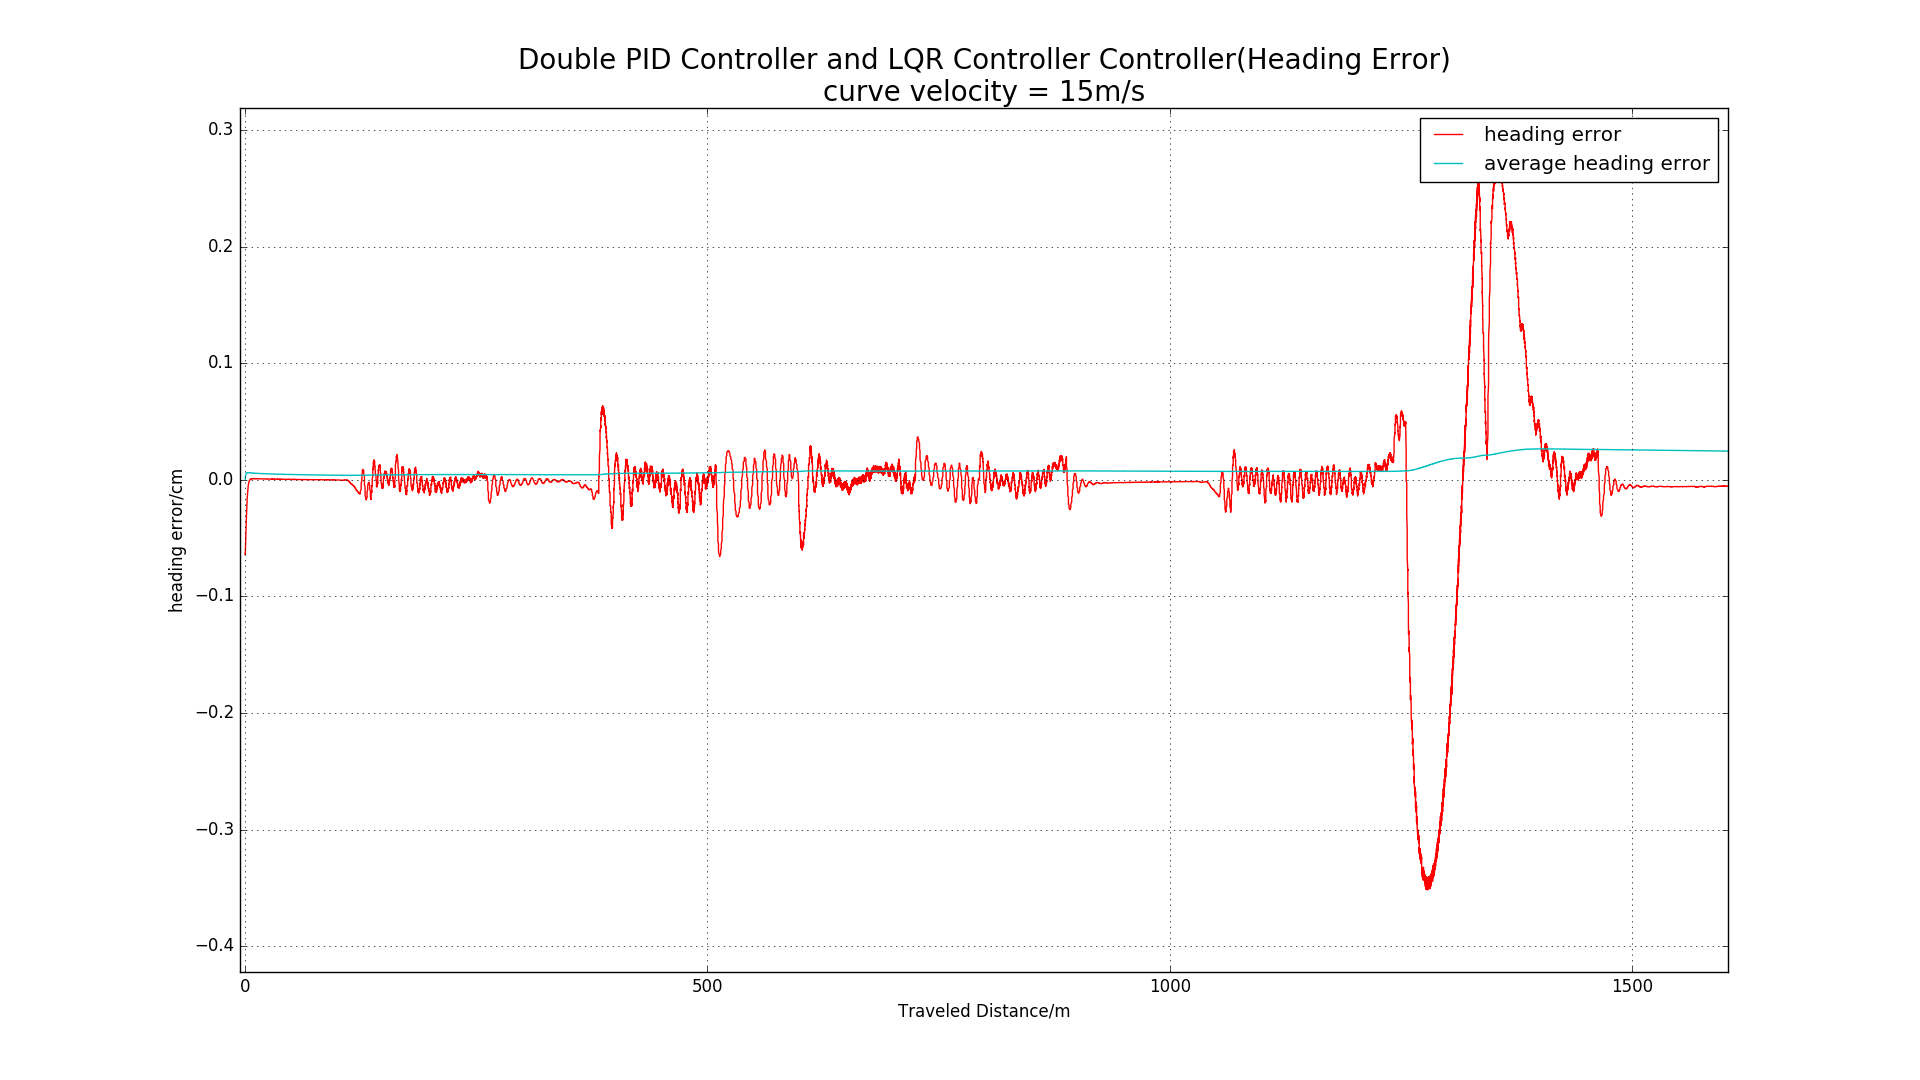 Double PID Controller and LQR Controller Controller(Heading Error)
curve velocity = 15m/s
heading error
average heading error
0.3
0.2
0.1
0.0
−0.1
−0.2
−0.3
−0.4
heading error/cm
0
500
1000
1500
Traveled Distance/m